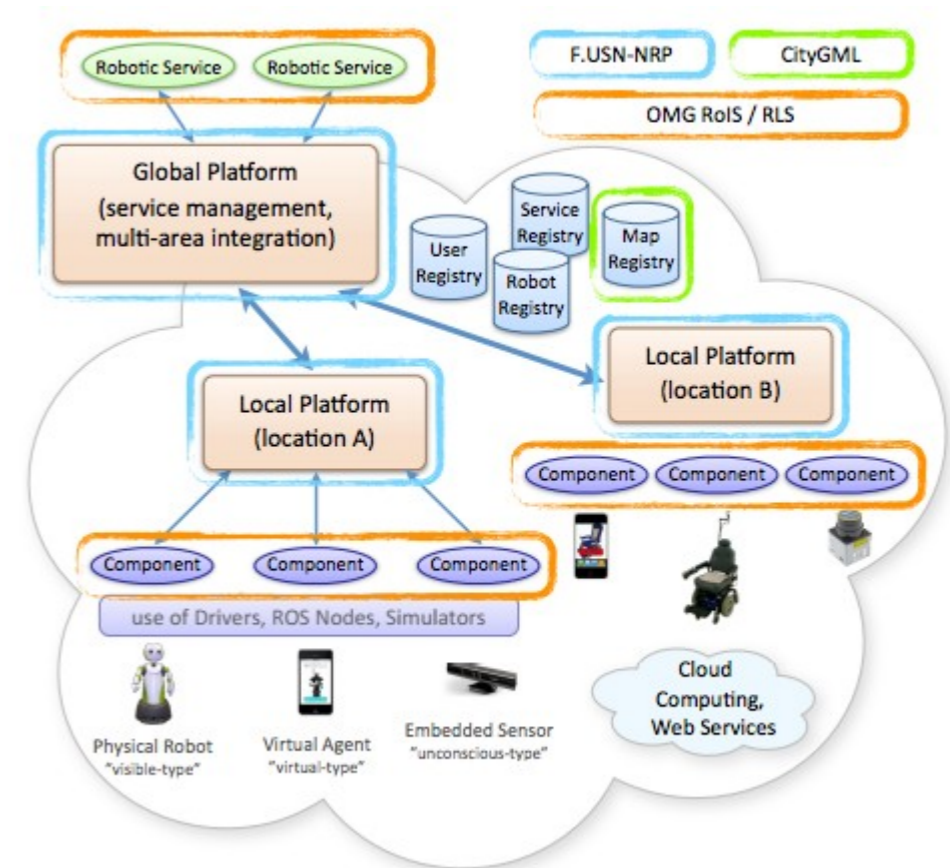 Robotic Service
Robotic Service
F.USN-NRP
CityGML
OMG RoIS / RLS
Global Platform
(service management,
multi-area integration)
User
Registry
Service
Registry
Robot
Registry
Map
Registry
Local Platform
(location A)
Local Platform
(location B)
Component
Component
Component
Component
Component
Component
use of Drivers, ROS Nodes, Simulators
Physical Robot
"visible-type"
Virtual Agent
"virtual-type"
Embedded Sensor
"unconscious-type"
Cloud
Computing,
Web Services